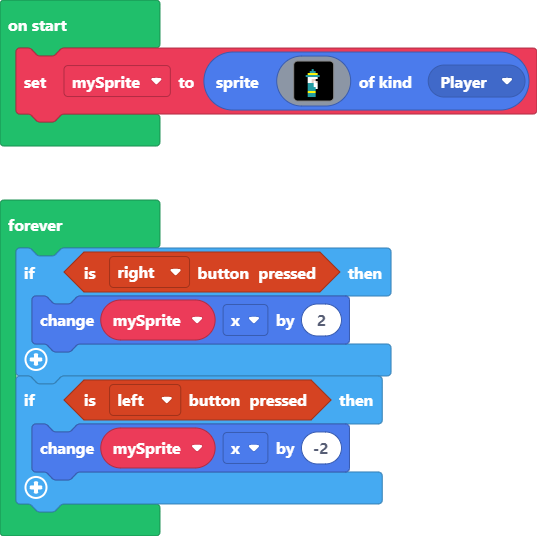 on start
set mySprite to sprite of kind Player
forever
if is right button pressed then
change mySprite x by 2
if is left button pressed then
change mySprite x by -2